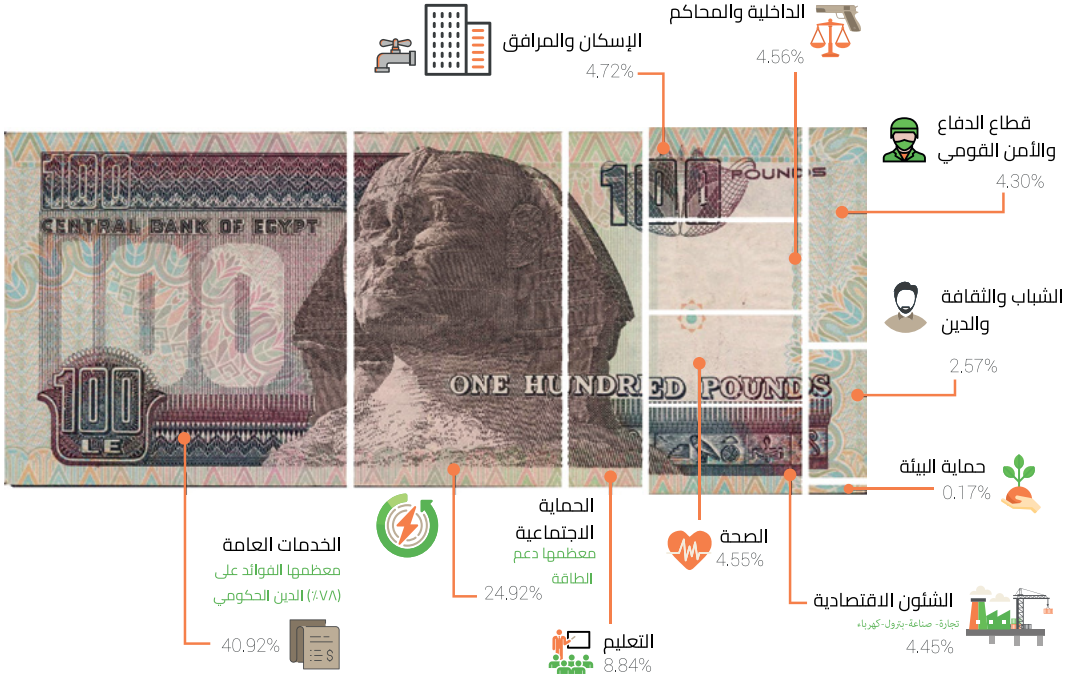 الداخلية والمحاكم
4.56%
الإسكان والمرافق
4.72%
قطاع الدفاع
والأمن القومي
4.30%
100
CENTRAL BANK OF EGYPT
100
100
LE
100 POUNDS
ONE HUNDRED POUNDS
الشباب والثقافة
والدين
2.57%
حماية البيئة
0.17%
الصحة
4.55%
الحماية
الاجتماعية
معظمها دعم
الطاقة
24.92%
الخدمات العامة
معظمها الفوائد على
الدين الحكومي (٧٨٪)
40.92%
الشئون الاقتصادية
تجارة- صناعة-بترول-كهرباء
4.45%
التعليم
8.84%